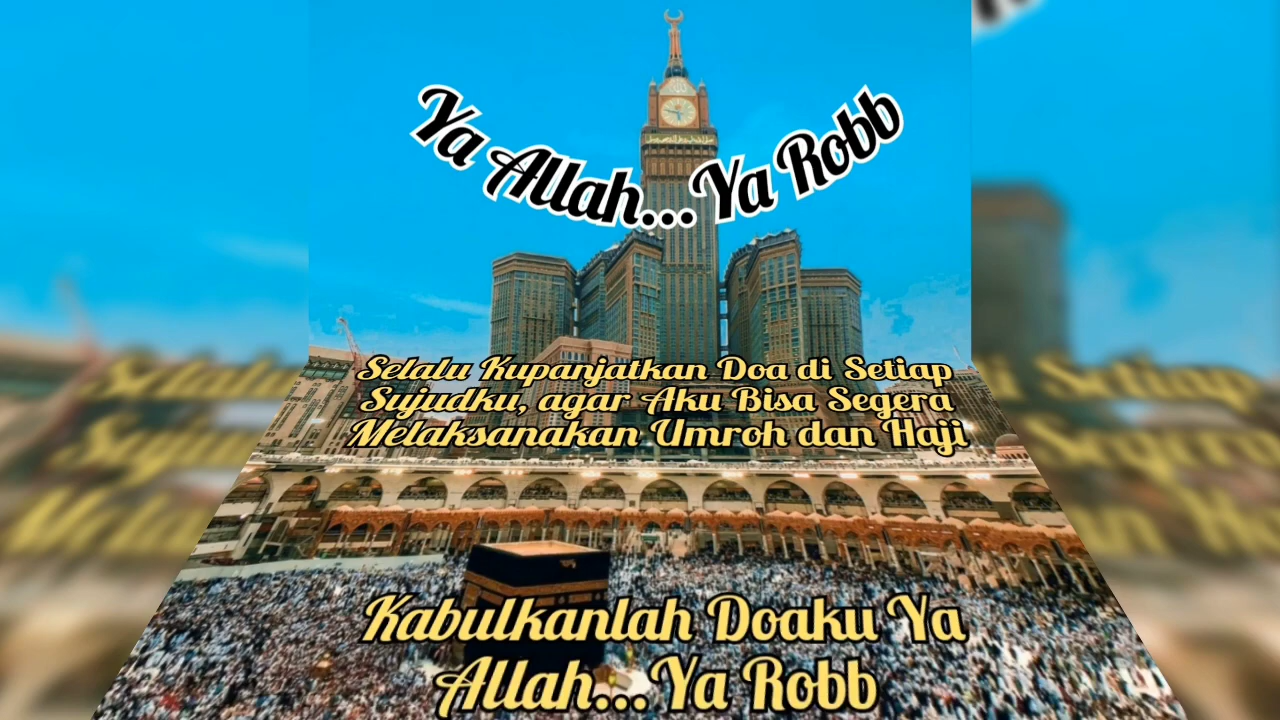 Ya Allah...Ya Robb
Selalu Kupanjatkan Doa di Setiap
Sujudku, agar Aku Bisa Segera
Melaksanakan Umroh dan Haji
Kabulkanlah Doaku Ya
Allah...Ya Robb